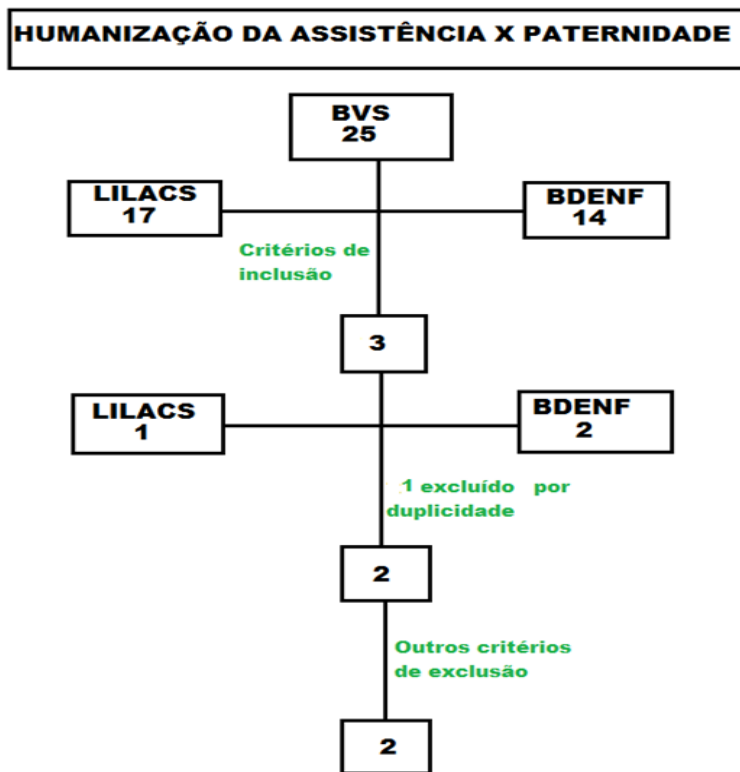 HUMANIZAÇÃO DA ASSISTÊNCIA X PATERNIDADE
BVS
25
LILACS
17
BDENF
14
Critérios de
inclusão
3
LILACS
1
BDENF
2
1 excluído por
duplicidade
2
Outros critérios
de exclusão
2